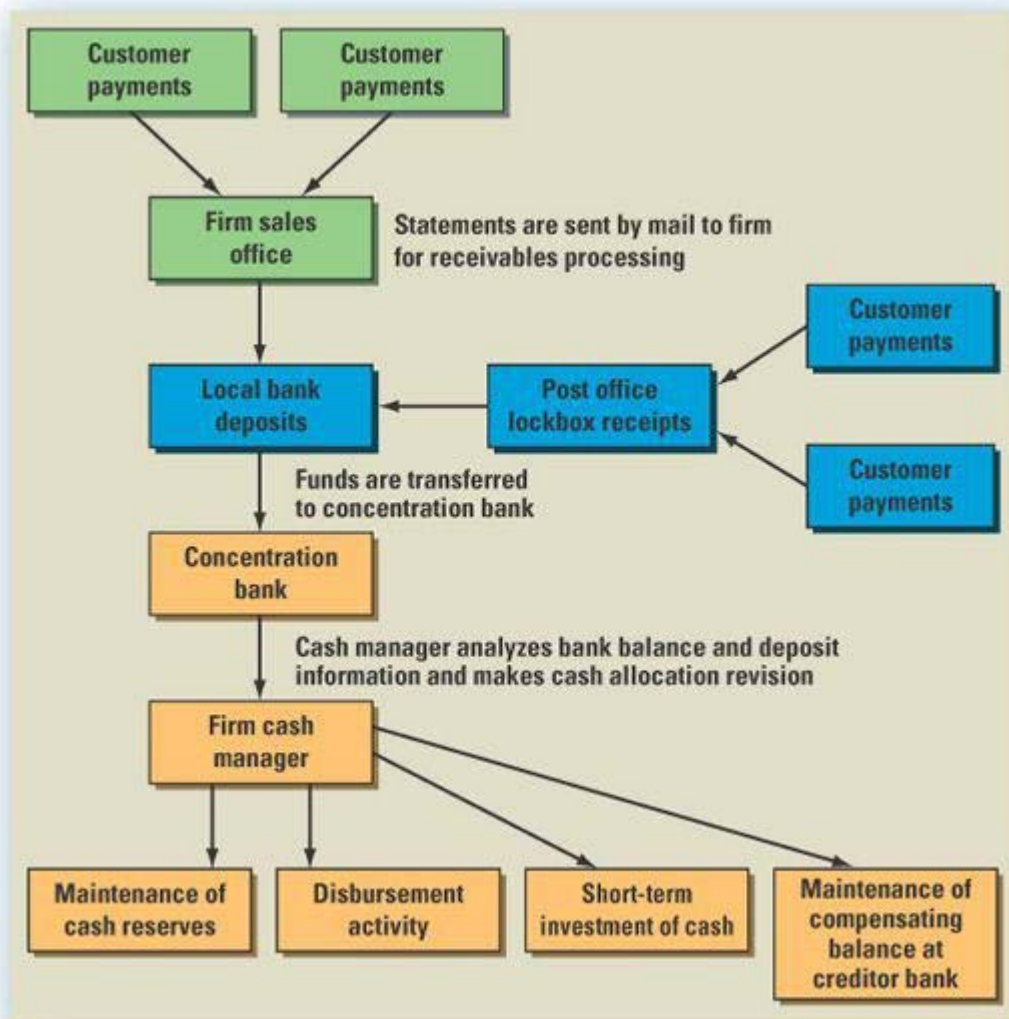 Customer
payments
Customer
payments
Firm sales
office
Statements are sent by mail to firm
for receivables processing
Customer
payments
Local bank
deposits
Post office
lockbox receipts
Customer
payments
Funds are transferred
to concentration bank
Concentration
bank
Cash manager analyzes bank balance and deposit
information and makes cash allocation revision
Firm cash
manager
Maintenance of
cash reserves
Disbursement
activity
Short-term
investment of cash
Maintenance of
compensating
balance at
creditor bank